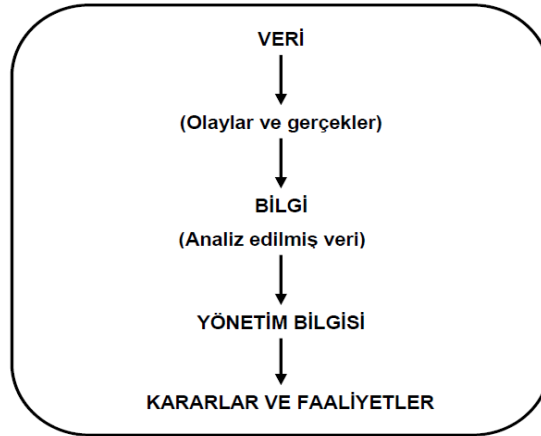 VERİ
(Olaylar ve gerçekler)
BİLGİ
(Analiz edilmiş veri)
YÖNETİM BİLGİSİ
KARARLAR VE FAALİYETLER